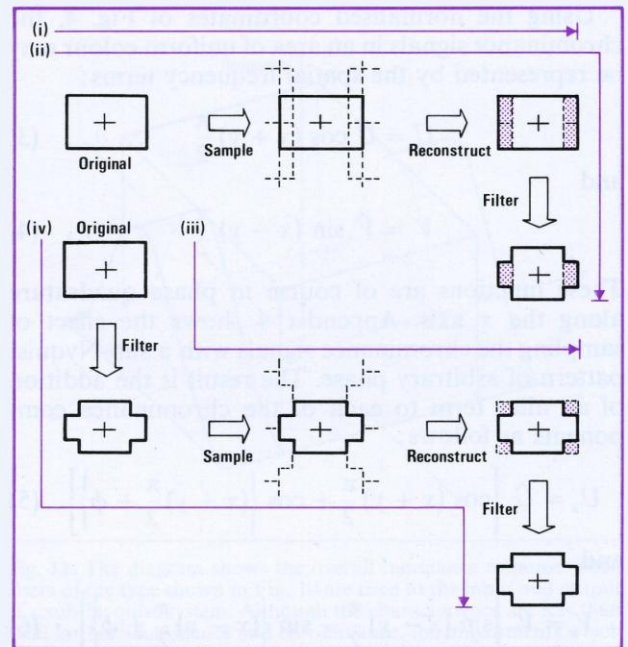 (i)
(ii)
Original
Sample
Reconstruct
Filter
(iv) Original (iii)
Filter
Sample
Reconstruct
Filter